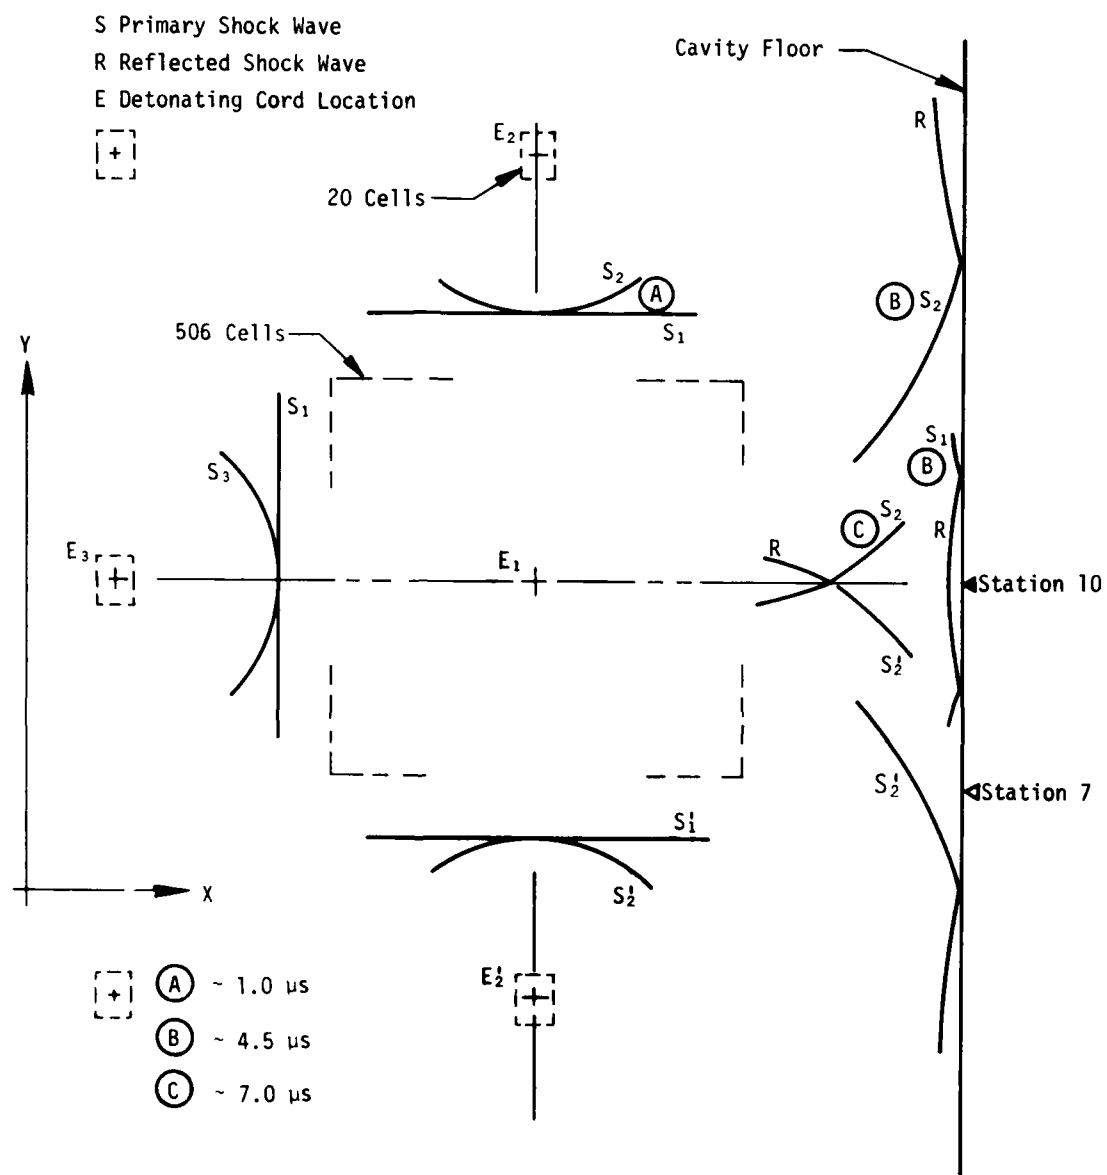 S Primary Shock Wave
R Reflected Shock Wave
E Detonating Cord Location
Cavity Floor
E₂
R
20 Cells
S₂
A
B S₂
506 Cells
S₁
Y
S₁
S₁
B
S₃
S₂
C
R
R
E₃
E₁
Station 10
S₂'
S₂'
Station 7
S₁'
X
S₂'
E₂'
A ~ 1.0 µs
B ~ 4.5 µs
C ~ 7.0 µs